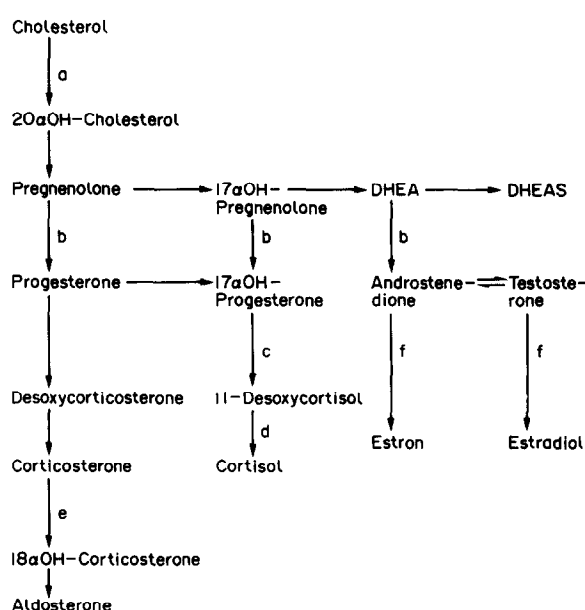 Cholesterol
a
20αOH-Cholesterol
Pregnenolone
17αOH-
Pregnenolone
DHEA
DHEAS
b
b
b
Progesterone
17αOH-
Progesterone
Androstene-
dione
Testoste-
rone
c
f
f
Desoxycorticosterone
11-Desoxycortisol
d
Estron
Estradiol
Corticosterone
Cortisol
e
18αOH-Corticosterone
Aldosterone